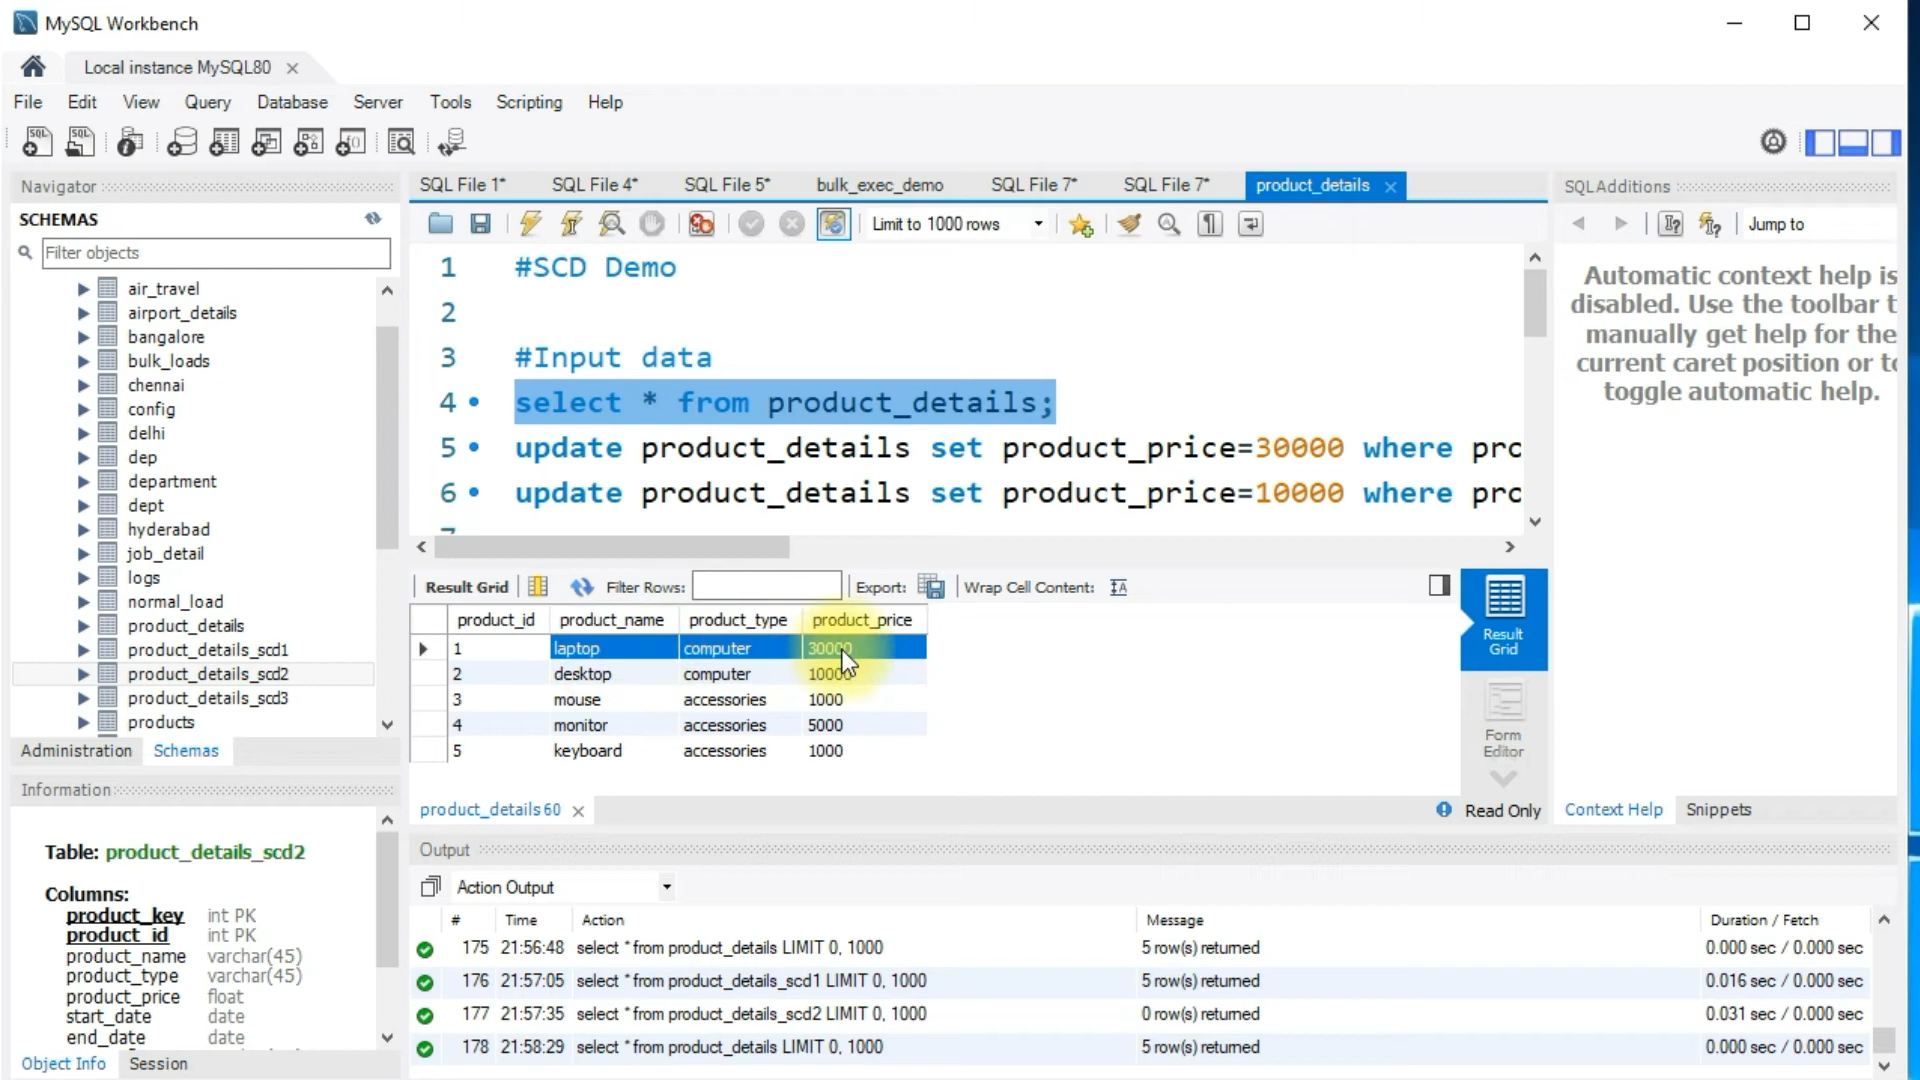 MySQL Workbench
Local instance MySQL80
File Edit View Query Database Server Tools Scripting Help
Navigator
SCHEMAS
Filter objects
air_travel
airport_details
bangalore
bulk_loads
chennai
config
delhi
dep
department
dept
hyderabad
job_detail
logs
normal_load
product_details
product_details_scd1
product_details_scd2
product_details_scd3
products
Administration Schemas
Information
Table: product_details_scd2
Columns:
product_key int PK
product_id int PK
product_name varchar(45)
product_type varchar(45)
product_price float
start_date date
end_date date
Object Info Session
SQL File 1* SQL File 4* SQL File 5* bulk_exec_demo SQL File 7* SQL File 7* product_details
Limit to 1000 rows
1 #SCD Demo
2
3 #Input data
4 select * from product_details;
5 update product_details set product_price=30000 where pro
6 update product_details set product_price=10000 where pro
Result Grid Filter Rows: Export: Wrap Cell Content:
product_id product_name product_type product_price
1 laptop computer 30000
2 desktop computer 10000
3 mouse accessories 1000
4 monitor accessories 5000
5 keyboard accessories 1000
Result Grid
Form Editor
product_details60
Read Only
Output
Action Output
# Time Action Message Duration / Fetch
175 21:56:48 select * from product_details LIMIT 0, 1000 5 row(s) returned 0.000 sec / 0.000 sec
176 21:57:05 select * from product_details_scd1 LIMIT 0, 1000 5 row(s) returned 0.016 sec / 0.000 sec
177 21:57:35 select * from product_details_scd2 LIMIT 0, 1000 0 row(s) returned 0.031 sec / 0.000 sec
178 21:58:29 select * from product_details LIMIT 0, 1000 5 row(s) returned 0.000 sec / 0.000 sec
SQLAdditions
Jump to
Automatic context help is
disabled. Use the toolbar t
manually get help for the
current caret position or to
toggle automatic help.
Context Help Snippets